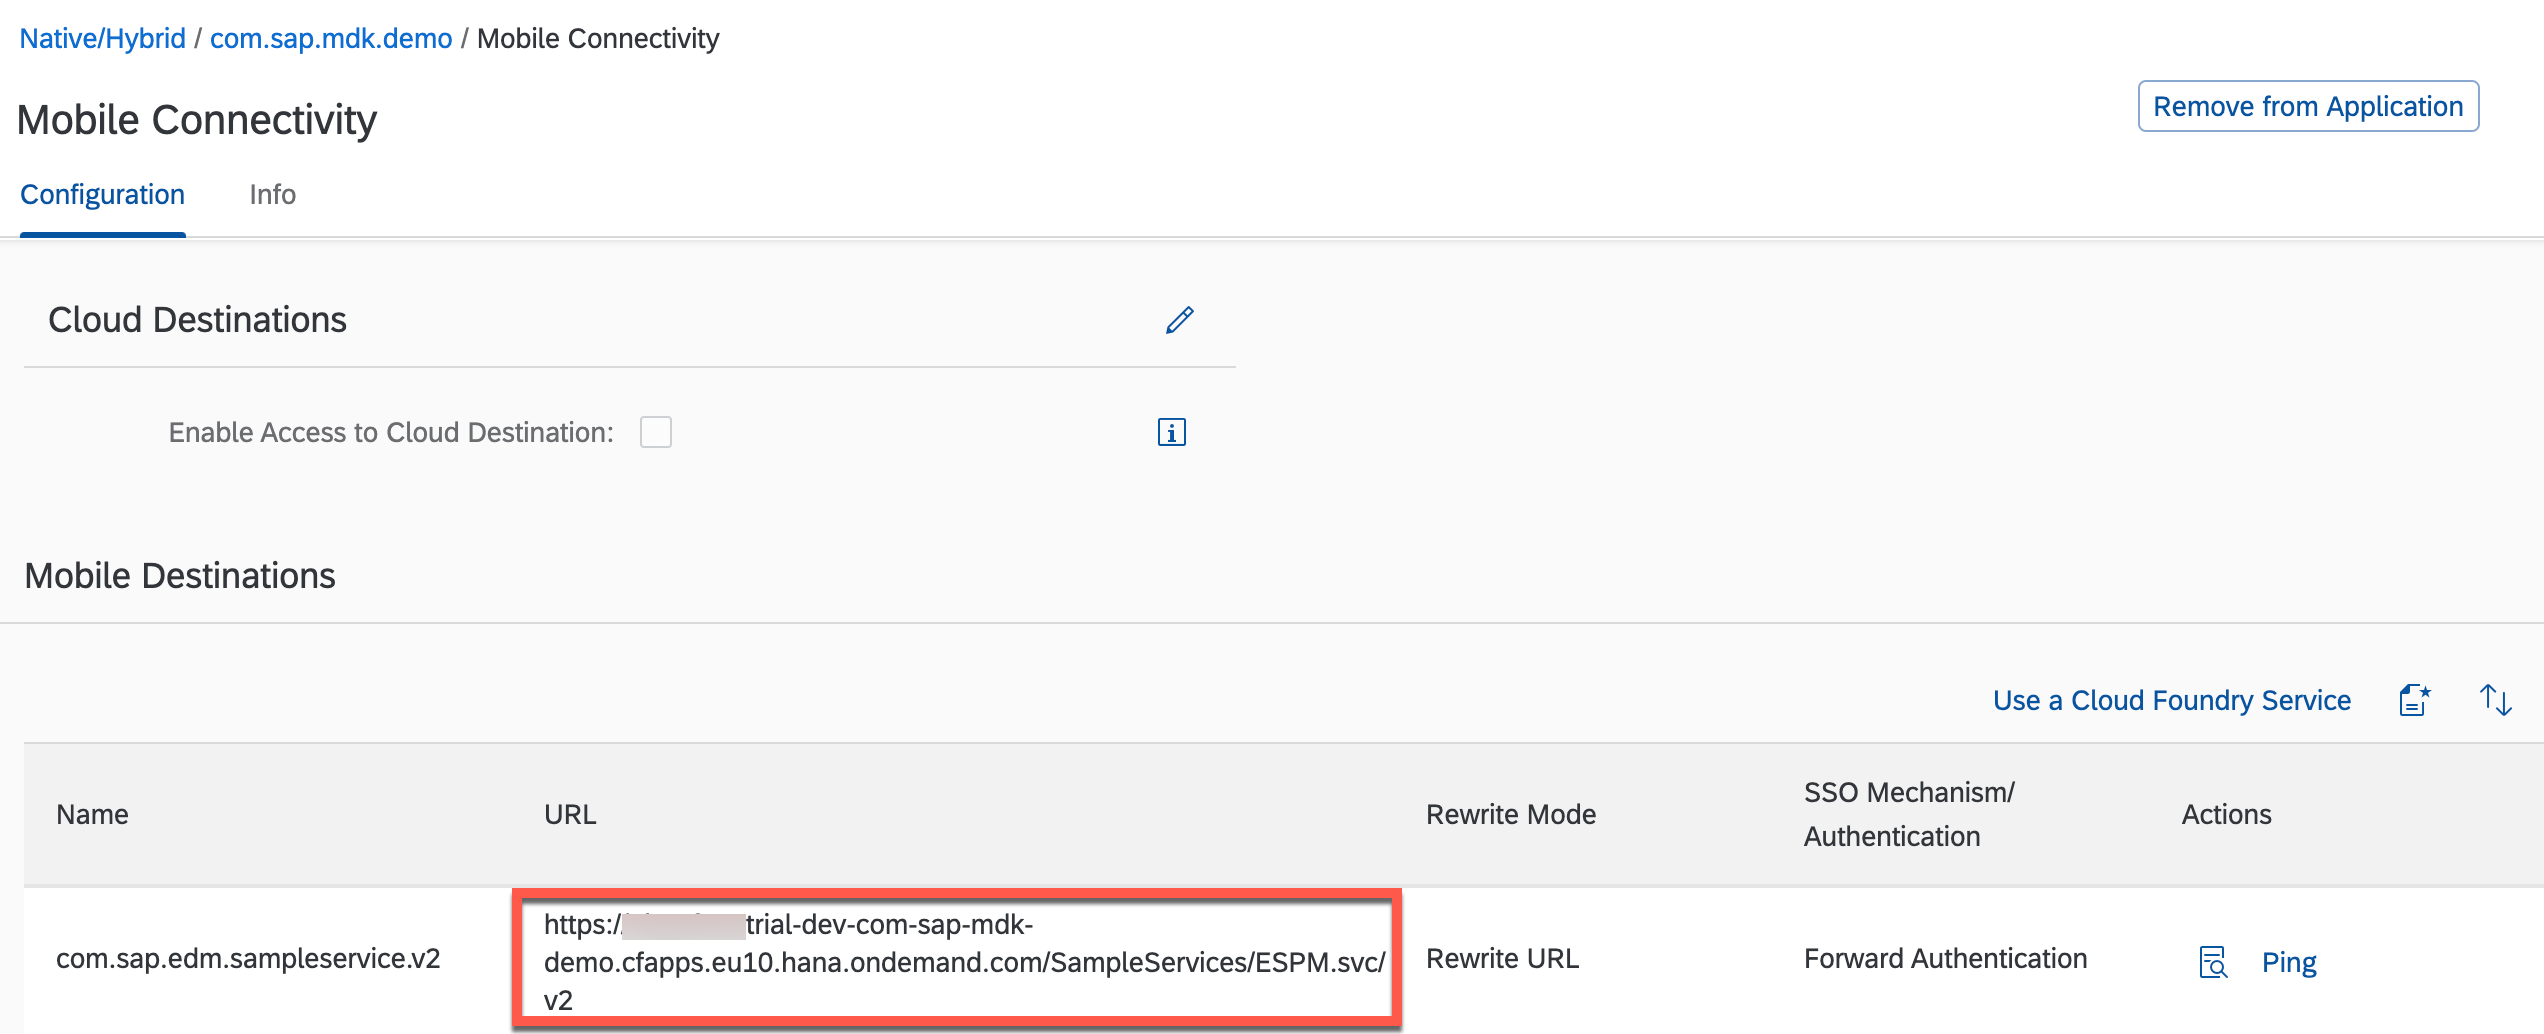 Native/Hybrid / com.sap.mdk.demo / Mobile Connectivity
Mobile Connectivity
Remove from Application
Configuration Info
Cloud Destinations
Enable Access to Cloud Destination:
Mobile Destinations
Use a Cloud Foundry Service
Name URL Rewrite Mode SSO Mechanism/
Authentication Actions
https:/ trial-dev-com-sap-mdk-
com.sap.edm.sampleservice.v2 demo.cfapps.eu10.hana.ondemand.com/SampleServices/ESPM.svc/ Rewrite URL Forward Authentication Ping
v2